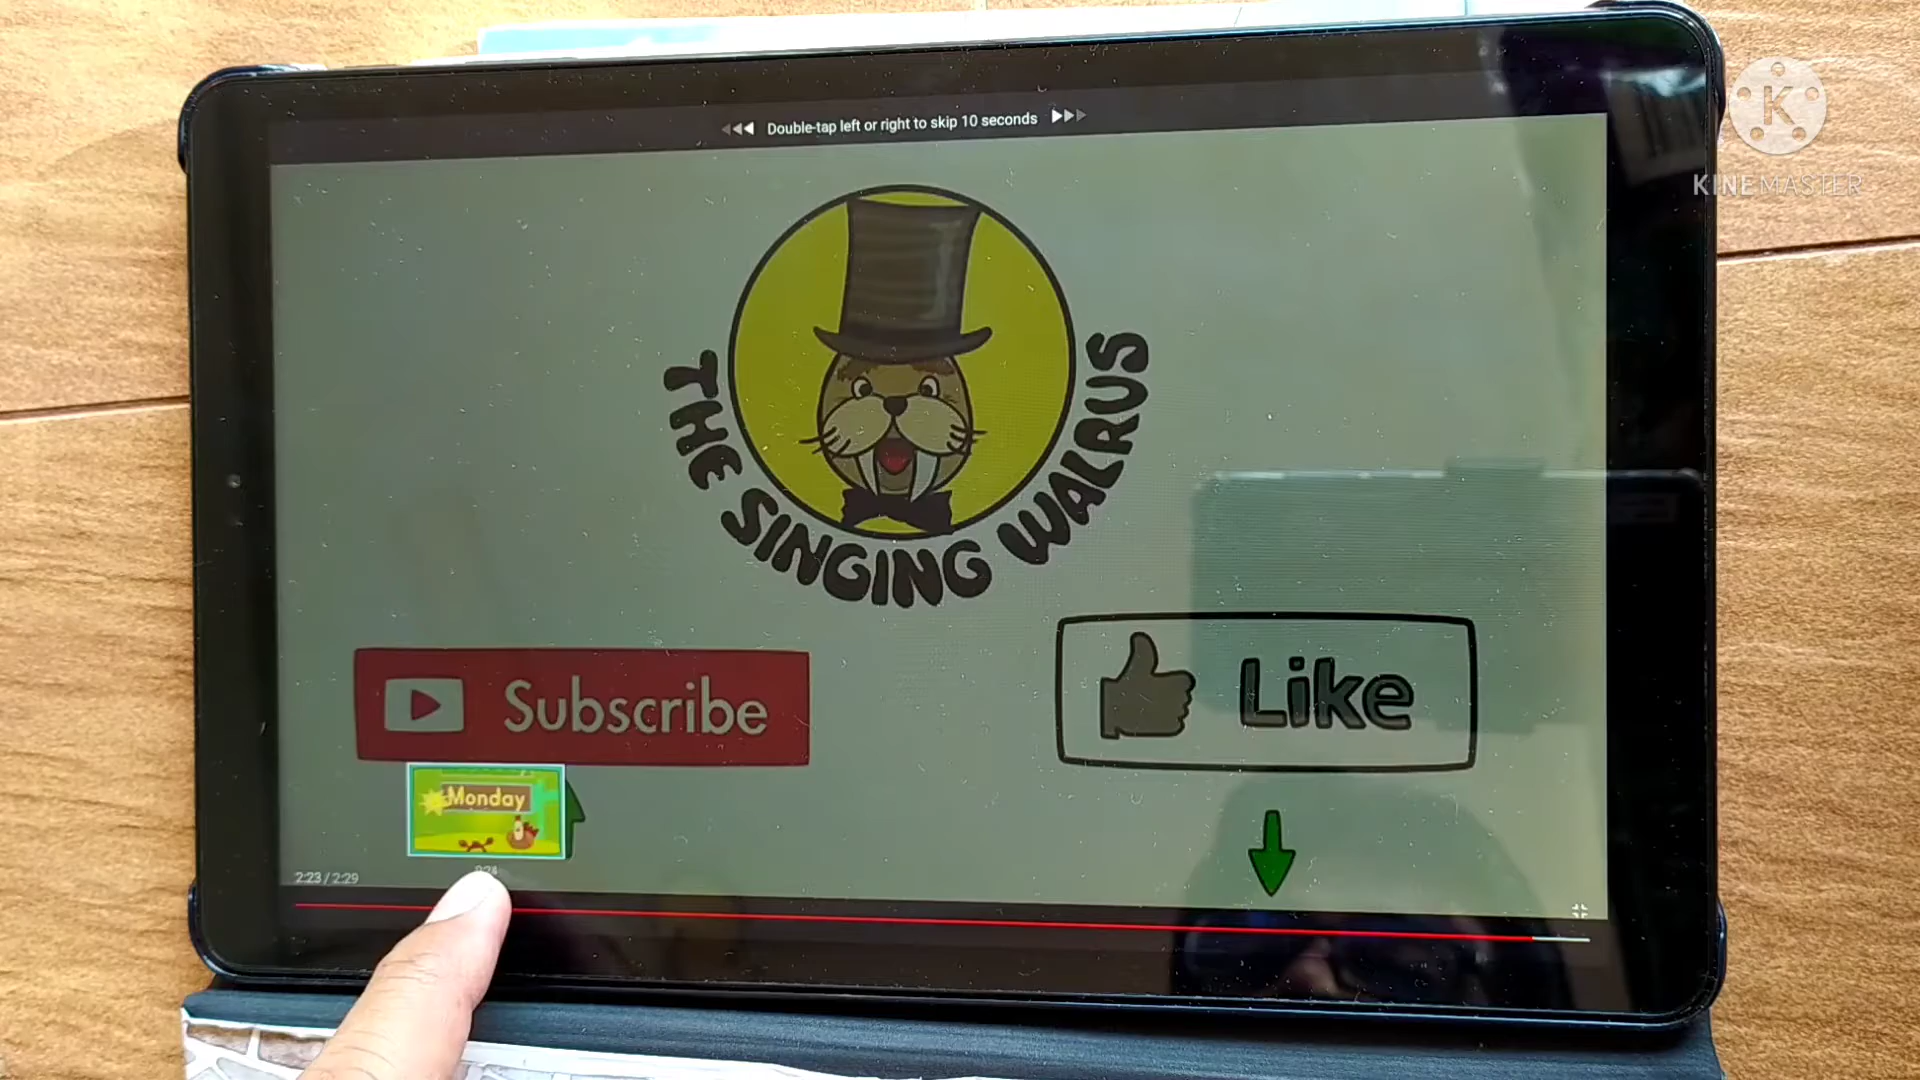 Double-tap left or right to skip 10 seconds
K
KINEMASTER
THE SINGING WALRUS
Subscribe
Like
Monday
2:23 / 2:29